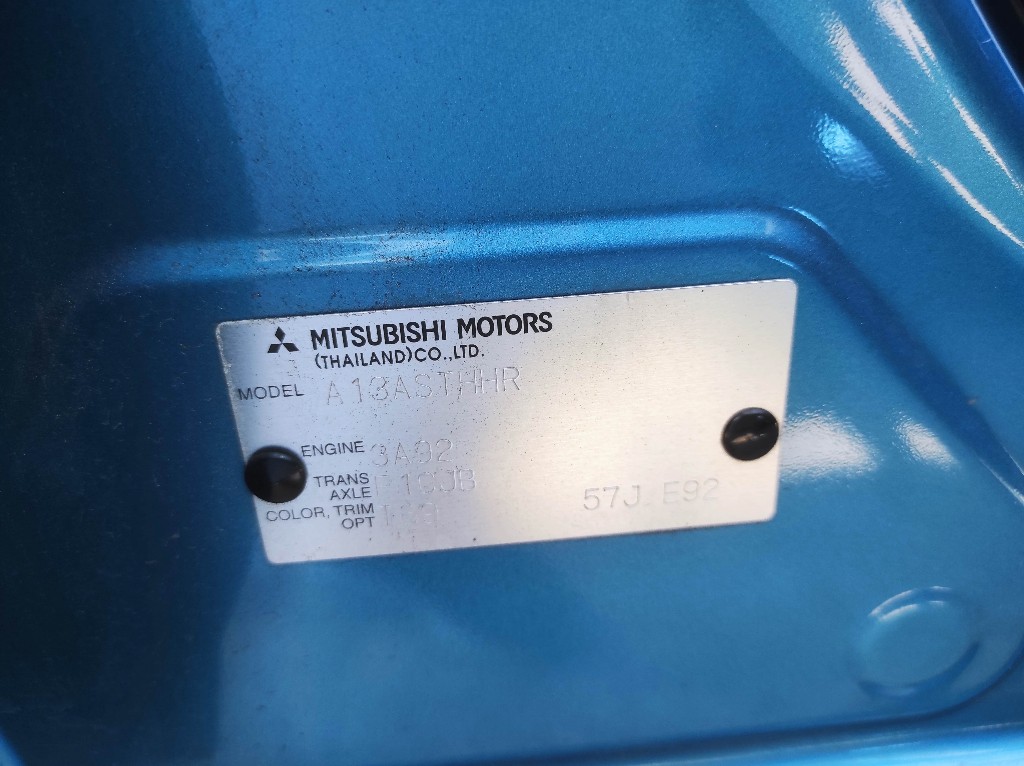 MITSUBISHI MOTORS
(THAILAND)CO.,LTD.
MODEL A13ASTHHR
ENGINE 3A92
TRANS
AXLE
COLOR, TRIM
OPT 57J E92